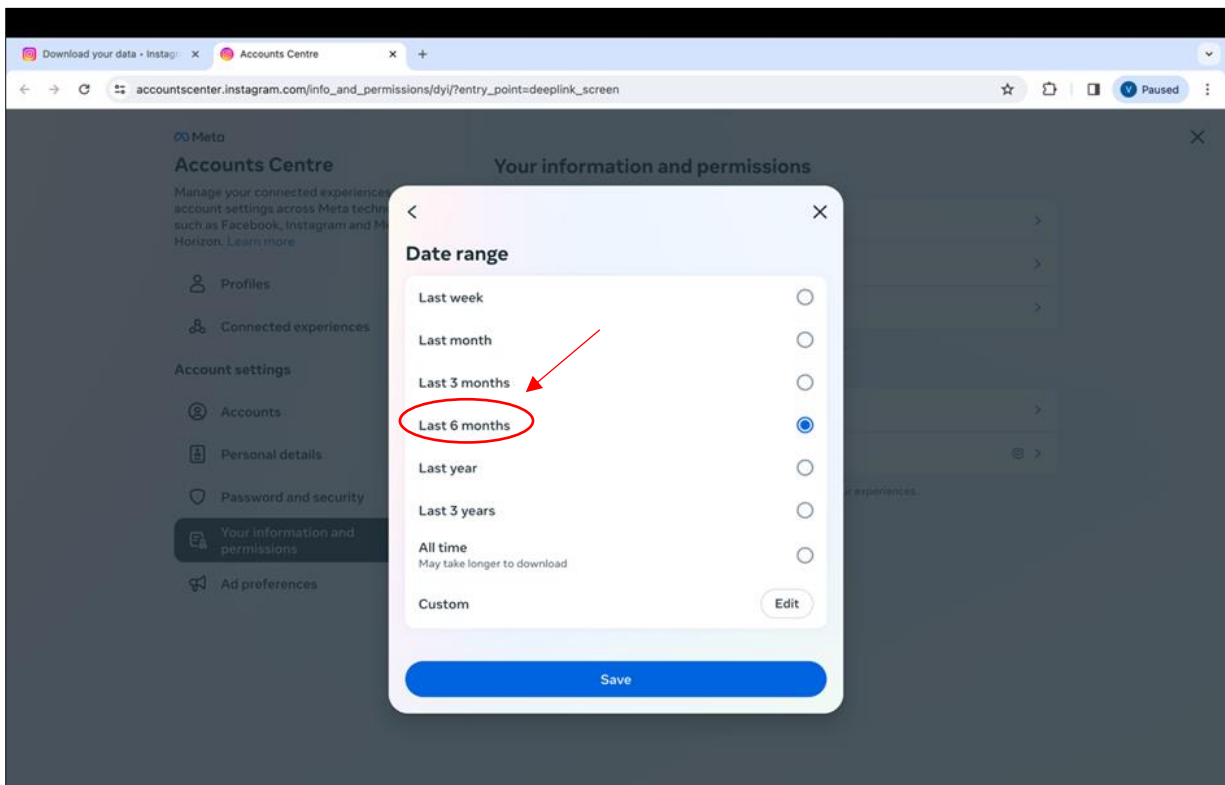 Download your data • Instagr
Accounts Centre
accountscenter.instagram.com/info_and_permissions/dyi/?entry_point=deeplink_screen
V
Paused
Meta
Accounts Centre
Manage your connected experiences
account settings across Meta techn
such as Facebook, Instagram and M
Horizon. Learn more
Profiles
Connected experiences
Account settings
Accounts
Personal details
Password and security
Your information and
permissions
Ad preferences
Your information and permissions
Date range
Last week
Last month
Last 3 months
Last 6 months
Last year
Last 3 years
All time
May take longer to download
Custom
Edit
Save
experiences.